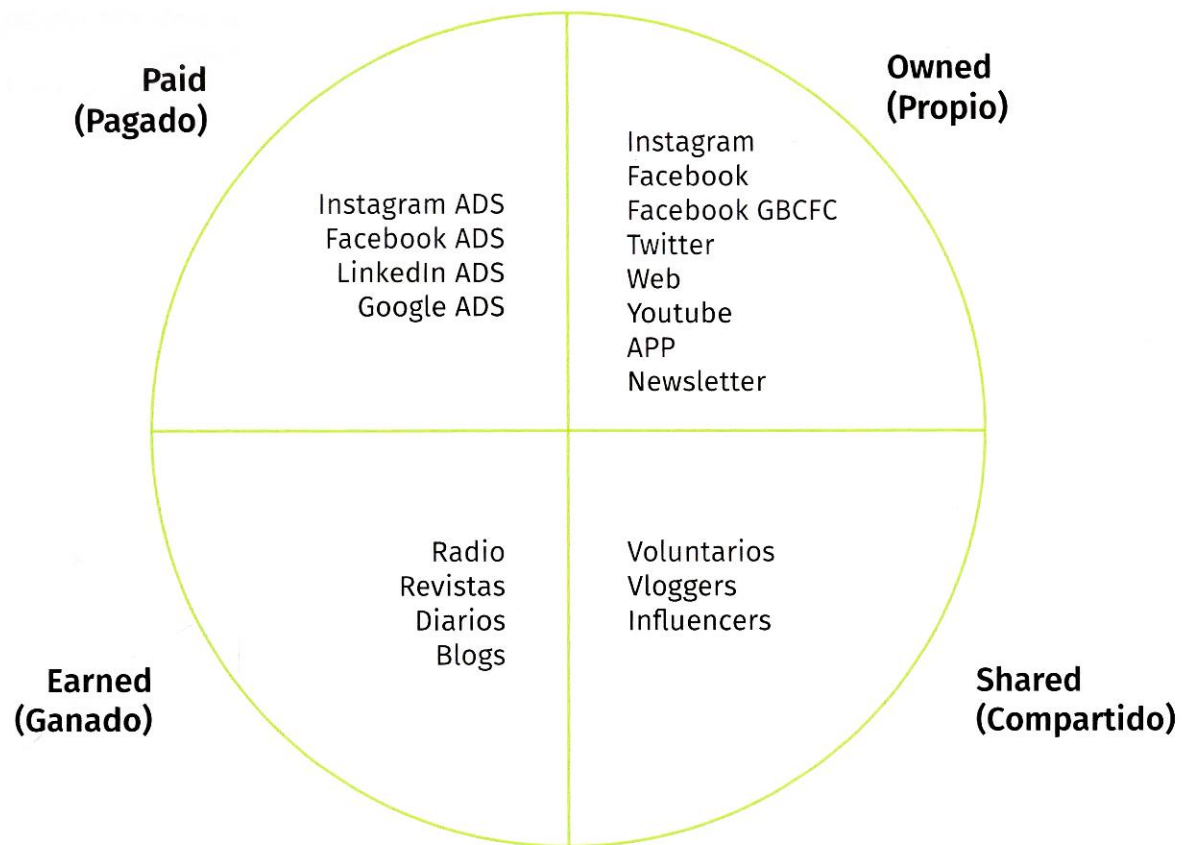 Paid
(Pagado)
Instagram ADS
Facebook ADS
LinkedIn ADS
Google ADS
Owned
(Propio)
Instagram
Facebook
Facebook GBCFC
Twitter
Web
Youtube
APP
Newsletter
Earned
(Ganado)
Radio
Revistas
Diarios
Blogs
Shared
(Compartido)
Voluntarios
Vloggers
Influencers